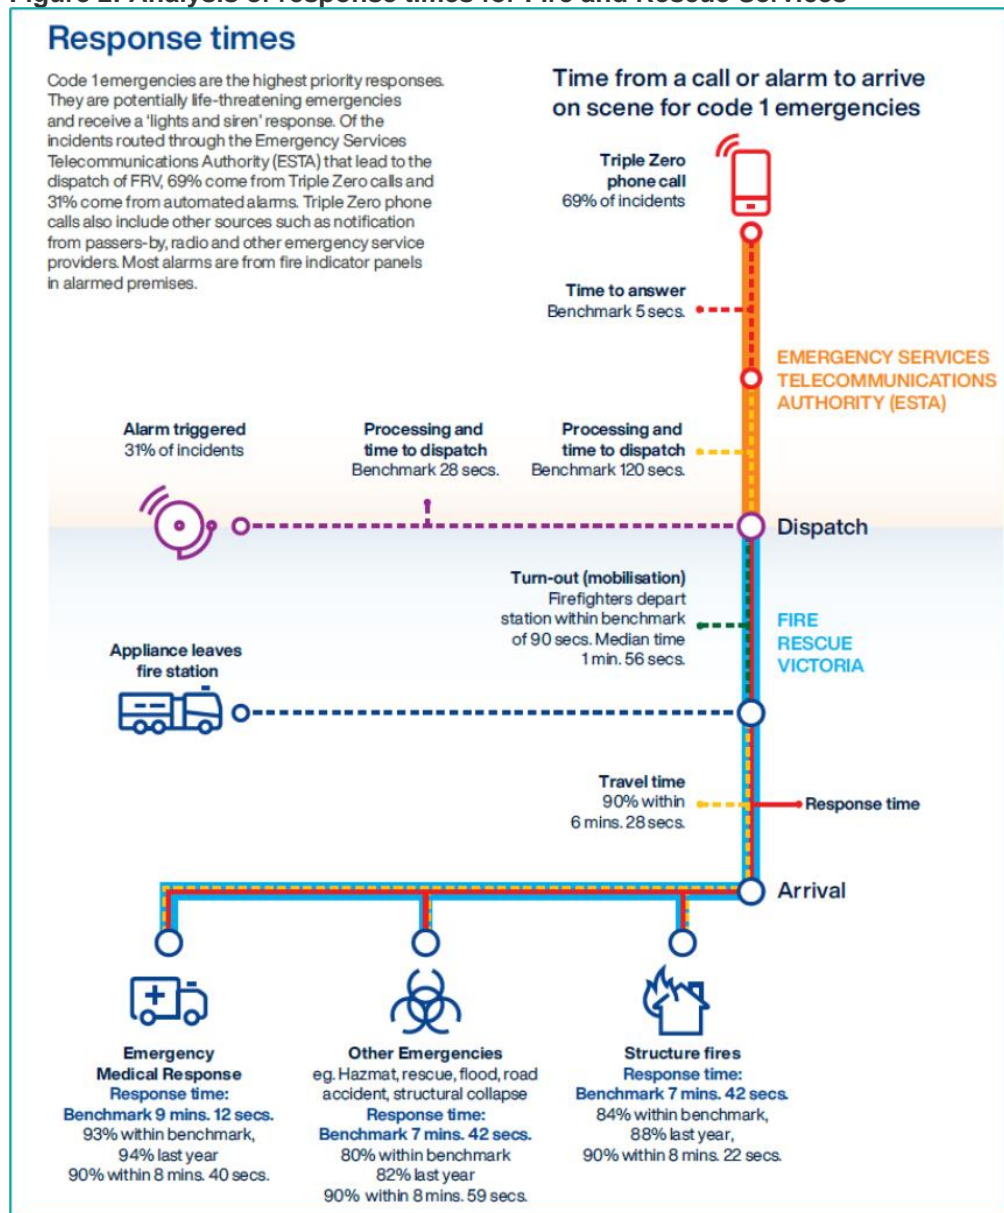 Figure 2: Analysis of response times for Fire and Rescue Services
Response times
Code 1 emergencies are the highest priority responses.
They are potentially life-threatening emergencies
and receive a ‘lights and siren’ response. Of the
incidents routed through the Emergency Services
Telecommunications Authority (ESTA) that lead to the
dispatch of FRV, 69% come from Triple Zero calls and
31% come from automated alarms. Triple Zero phone
calls also include other sources such as notification
from passers-by, radio and other emergency service
providers. Most alarms are from fire indicator panels
in alarmed premises.
Time from a call or alarm to arrive
on scene for code 1 emergencies
Triple Zero
phone call
69% of incidents
Time to answer
Benchmark 5 secs.
EMERGENCY SERVICES
TELECOMMUNICATIONS
AUTHORITY (ESTA)
Alarm triggered
31% of incidents
Processing and
time to dispatch
Benchmark 28 secs.
Processing and
time to dispatch
Benchmark 120 secs.
Dispatch
Turn-out (mobilisation)
Firefighters depart
station within benchmark
of 90 secs. Median time
1 min. 56 secs.
FIRE
RESCUE
VICTORIA
Appliance leaves
fire station
Travel time
90% within
6 mins. 28 secs.
Response time
Arrival
Emergency
Medical Response
Response time:
Benchmark 9 mins. 12 secs.
93% within benchmark,
94% last year
90% within 8 mins. 40 secs.
Other Emergencies
eg. Hazmat, rescue, flood, road
accident, structural collapse
Response time:
Benchmark 7 mins. 42 secs.
80% within benchmark
82% last year
90% within 8 mins. 59 secs.
Structure fires
Response time:
Benchmark 7 mins. 42 secs.
84% within benchmark,
88% last year,
90% within 8 mins. 22 secs.